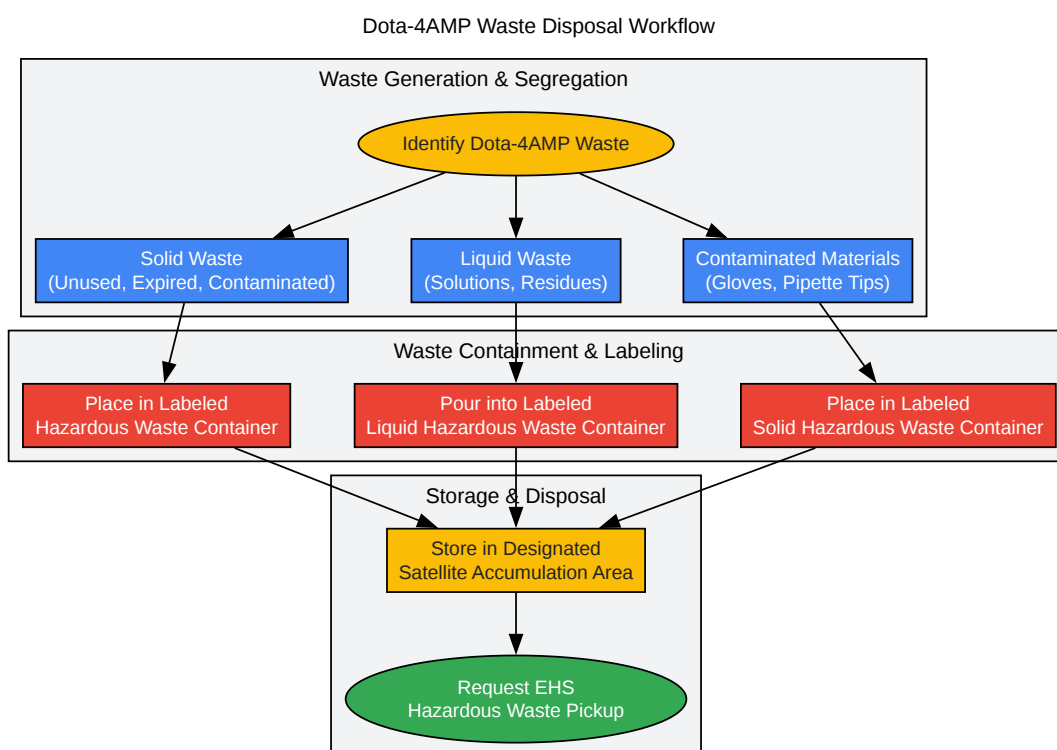 Dota-4AMP Waste Disposal Workflow
Waste Generation & Segregation
Identify Dota-4AMP Waste
Solid Waste
(Unused, Expired, Contaminated)
Liquid Waste
(Solutions, Residues)
Contaminated Materials
(Gloves, Pipette Tips)
Waste Containment & Labeling
Place in Labeled
Hazardous Waste Container
Pour into Labeled
Liquid Hazardous Waste Container
Place in Labeled
Solid Hazardous Waste Container
Storage & Disposal
Store in Designated
Satellite Accumulation Area
Request EHS
Hazardous Waste Pickup